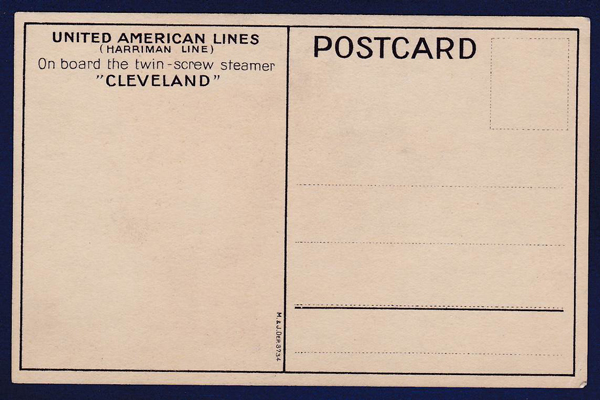 UNITED AMERICAN LINES
(HARRIMAN LINE)
On board the twin-screw steamer
"CLEVELAND"
POSTCARD